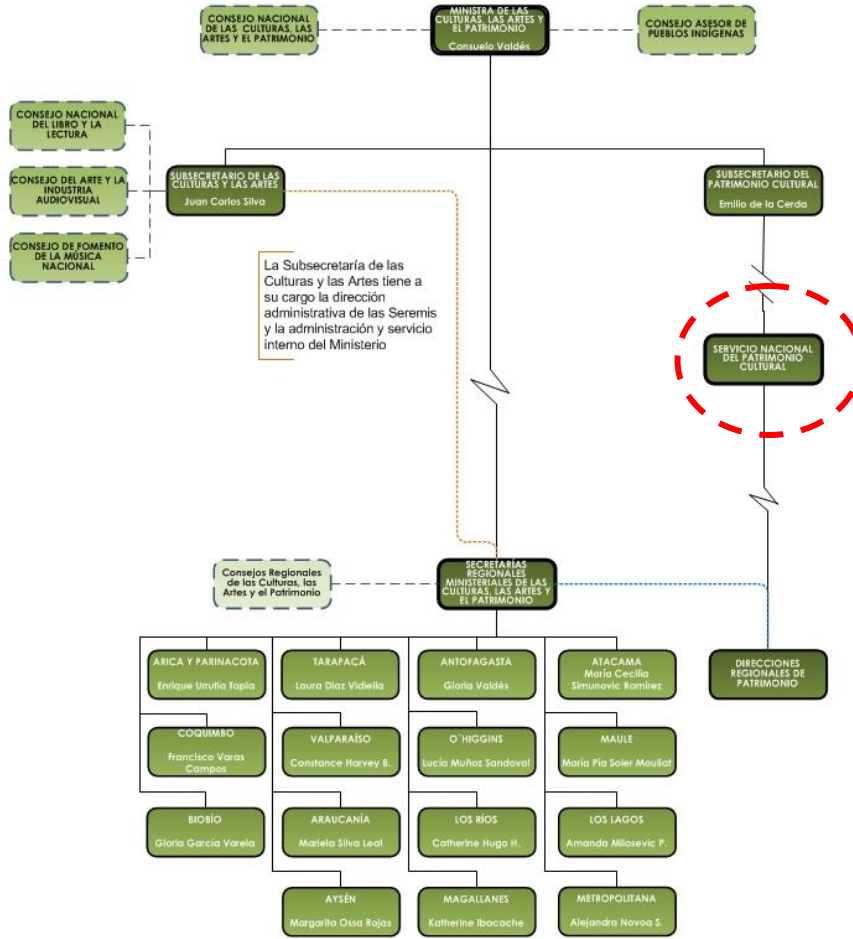 CONSEJO NACIONAL
DE LAS CULTURAS, LAS
ARTES Y EL PATRIMONIO
MINISTRA DE LAS
CULTURAS, LAS ARTES Y
EL PATRIMONIO
Consuelo Valdés
CONSEJO ASESOR DE
PUEBLOS INDÍGENAS
CONSEJO NACIONAL
DEL LIBRO Y LA
LECTURA
CONSEJO DEL ARTE Y LA
INDUSTRIA
AUDIOVISUAL
CONSEJO DE FOMENTO
DE LA MÚSICA
NACIONAL
SUBSECRETARIO DE LAS
CULTURAS Y LAS ARTES
Juan Carlos Silva
SUBSECRETARIO DEL
PATRIMONIO CULTURAL
Emilio de la Cerda
La Subsecretaría de las
Culturas y las Artes tiene a
su cargo la dirección
administrativa de las Seremis
y la administración y servicio
interno del Ministerio
SERVICIO NACIONAL
DEL PATRIMONIO
CULTURAL
Consejos Regionales
de las Culturas, las
Artes y el Patrimonio
SECRETARÍAS
REGIONALES
MINISTERIALES DE LAS
CULTURAS, LAS ARTES Y
EL PATRIMONIO
ARICA Y PARINACOTA
Enrique Urrutia Tapia
TARAPACÁ
Laura Díaz Vidiella
ANTOFAGASTA
Gloria Valdés
ATACAMA
María Cecilia
Simunovic Ramírez
DIRECCIONES
REGIONALES DE
PATRIMONIO
COQUIMBO
Francisco Varas
Campos
VALPARAÍSO
Constance Harvey B.
O´HIGGINS
Lucía Muñoz Sandoval
MAULE
María Pía Soler Moullat
BIOBÍO
Gloria García Varela
ARAUCANÍA
Mariela Silva Leal
LOS RÍOS
Catherine Hugo H.
LOS LAGOS
Amanda Milosevic P.
AYSÉN
Margarita Ossa Rojas
MAGALLANES
Katherine Ibacache
METROPOLITANA
Alejandra Novoa S.